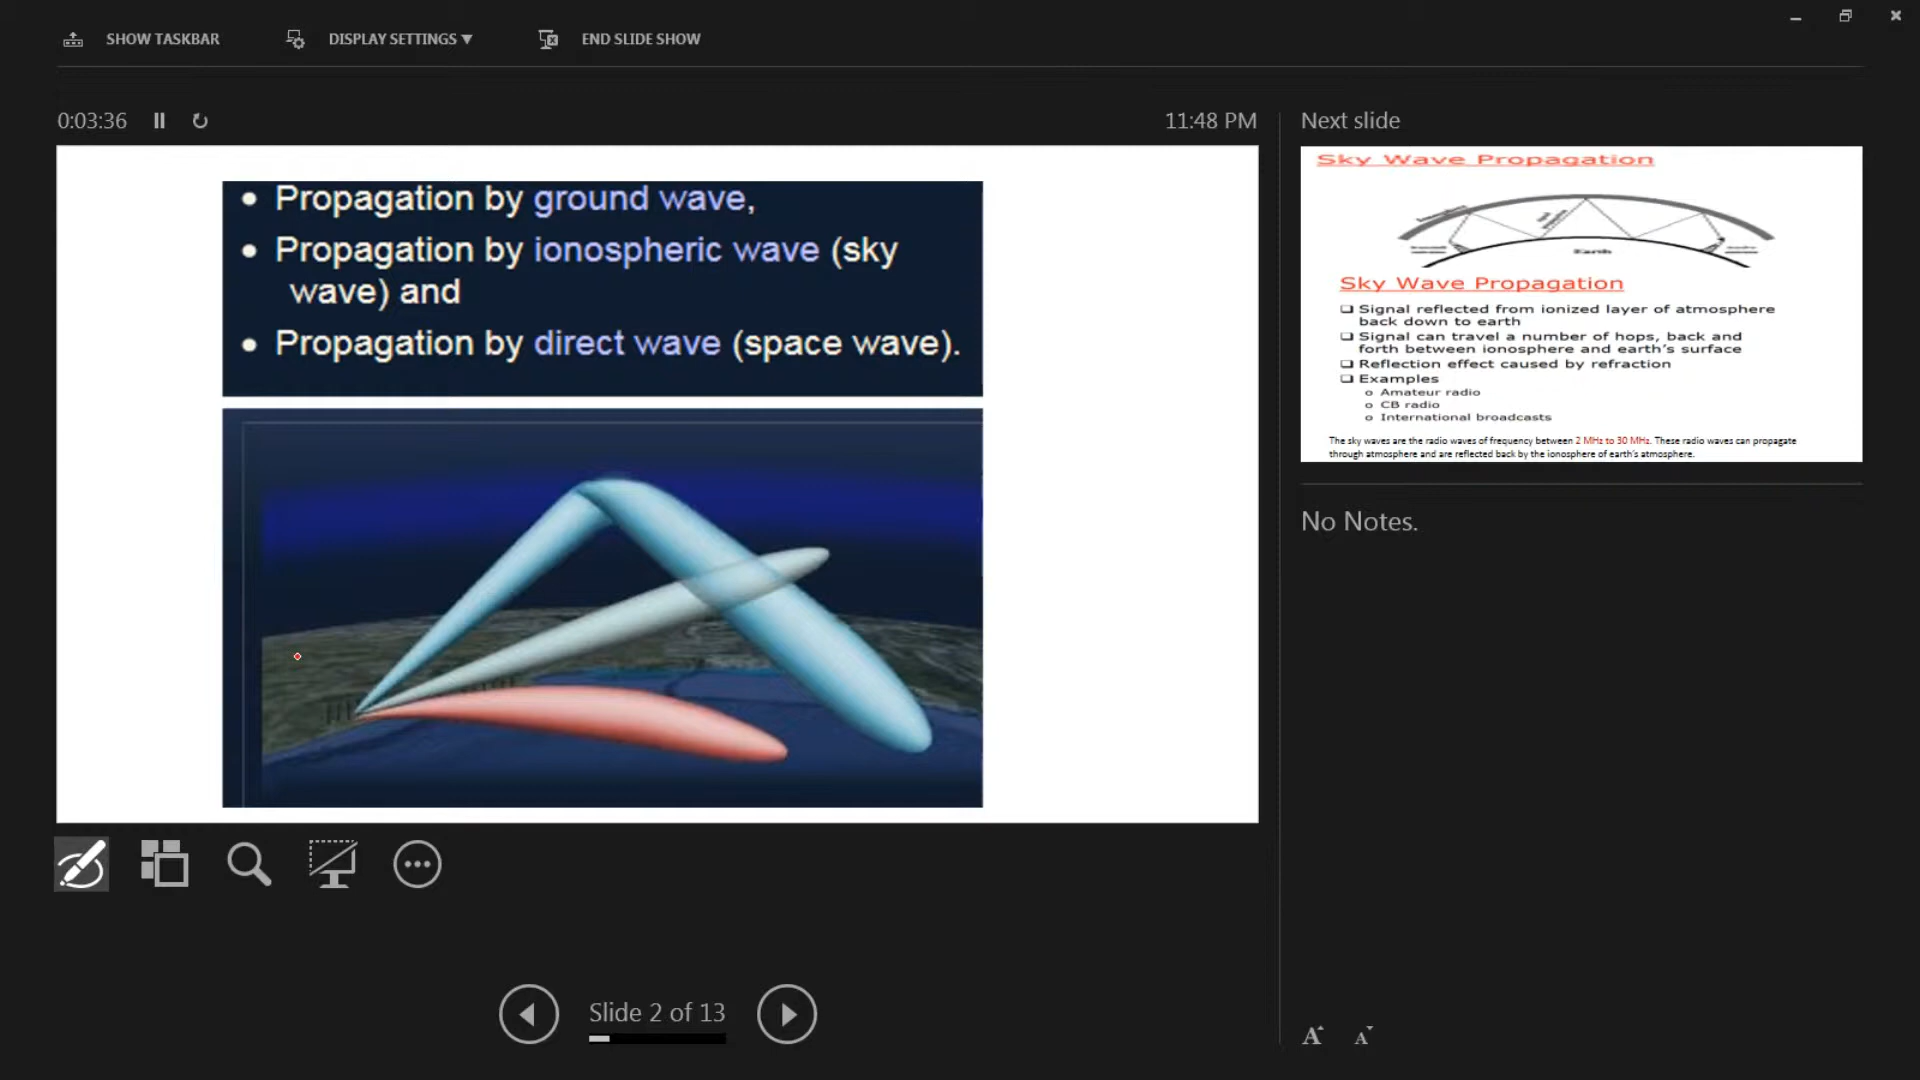 SHOW TASKBAR
DISPLAY SETTINGS ▼
END SLIDE SHOW
0:03:36
11:48 PM
• Propagation by ground wave,
• Propagation by ionospheric wave (sky
wave) and
• Propagation by direct wave (space wave).
Slide 2 of 13
Next slide
Sky Wave Propagation
Earth
Sky Wave Propagation
❑ Signal reflected from ionized layer of atmosphere
back down to earth
❑ Signal can travel a number of hops, back and
forth between ionosphere and earth's surface
❑ Reflection effect caused by refraction
❑ Examples
o Amateur radio
o CB radio
o International broadcasts
The sky waves are the radio waves of frequency between 2 MHz to 30 MHz. These radio waves can propagate
through atmosphere and are reflected back by the ionosphere of earth's atmosphere.
No Notes.
A A